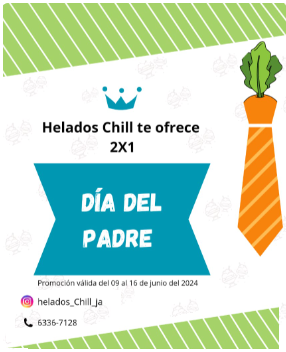 Helados Chill te ofrece
2X1
DÍA DEL
PADRE
Promoción válida del 09 al 16 de junio del 2024
helados_Chill_ja
6336-7128